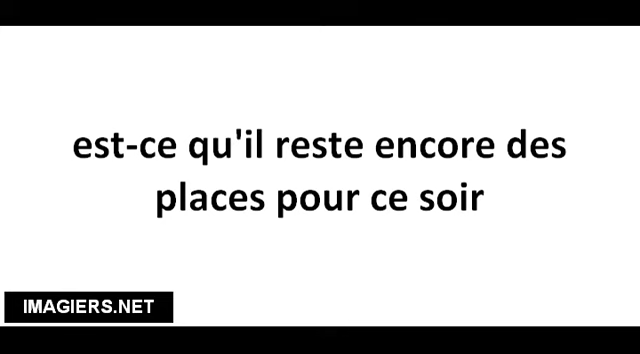 est-ce qu'il reste encore des
places pour ce soir
IMAGIERS.NET